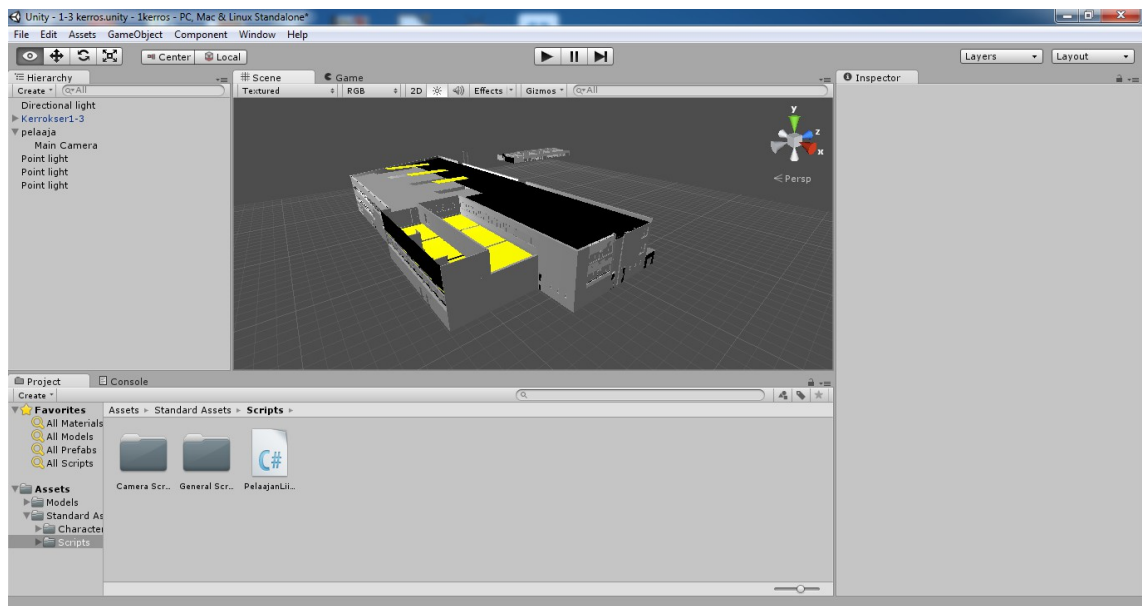 Unity - 1-3 kerros.unity - 1kerros - PC, Mac & Linux Standalone*
File Edit Assets GameObject Component Window Help
Center Local Layers Layout
Hierarchy # Scene Game Inspector
Create All Textured RGB 2D Effects Gizmos All
Directional light
Kerrokser1-3
pelaaja
Main Camera
Point light
Point light
Point light
y
z
x
Persp
Project Console
Create
Favorites
All Materials
All Models
All Prefabs
All Scripts
Assets ▸ Standard Assets ▸ Scripts ▸
C#
Camera Scr... General Scr... PelaajanLii...
Assets
Models
Standard As
Character
Scripts